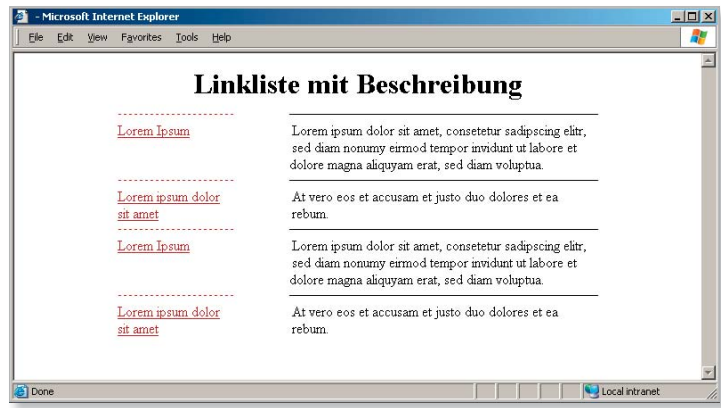 - Microsoft Internet Explorer
File Edit View Favorites Tools Help
Linkliste mit Beschreibung
Lorem Ipsum
Lorem ipsum dolor sit amet, consetetur sadipscing elitr,
sed diam nonumy eirmod tempor invidunt ut labore et
dolore magna aliquyam erat, sed diam voluptua.
Lorem ipsum dolor
sit amet
At vero eos et accusam et justo duo dolores et ea
rebum.
Lorem Ipsum
Lorem ipsum dolor sit amet, consetetur sadipscing elitr,
sed diam nonumy eirmod tempor invidunt ut labore et
dolore magna aliquyam erat, sed diam voluptua.
Lorem ipsum dolor
sit amet
At vero eos et accusam et justo duo dolores et ea
rebum.
Done
Local intranet